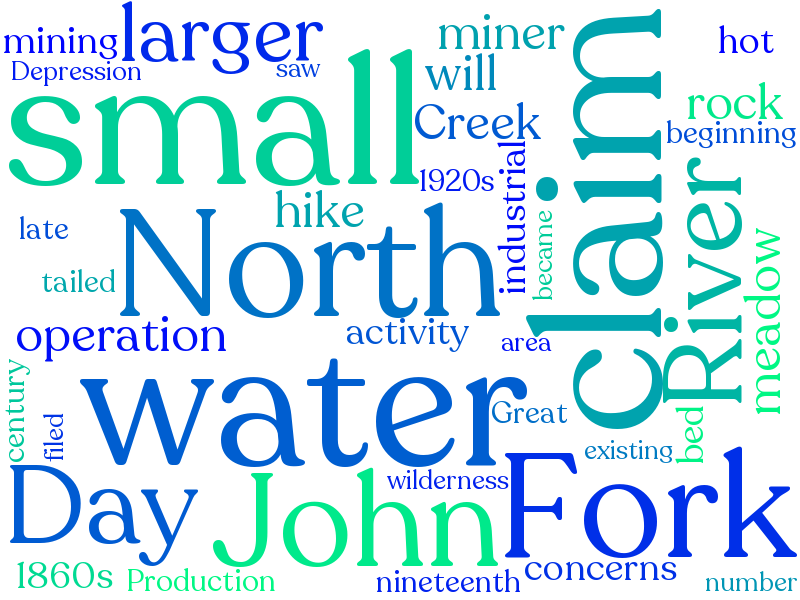 larger
mining
miner
hot
Depression
saw
will
small
claim
rock
Creek
beginning
industrial
1920s
River
hike
North
became
late
meadow
tailed
operation
activity
area
water
century
filed
Great
bed
existing
Day
John
wilderness
Fork
1860s
Production
nineteenth
concerns
number